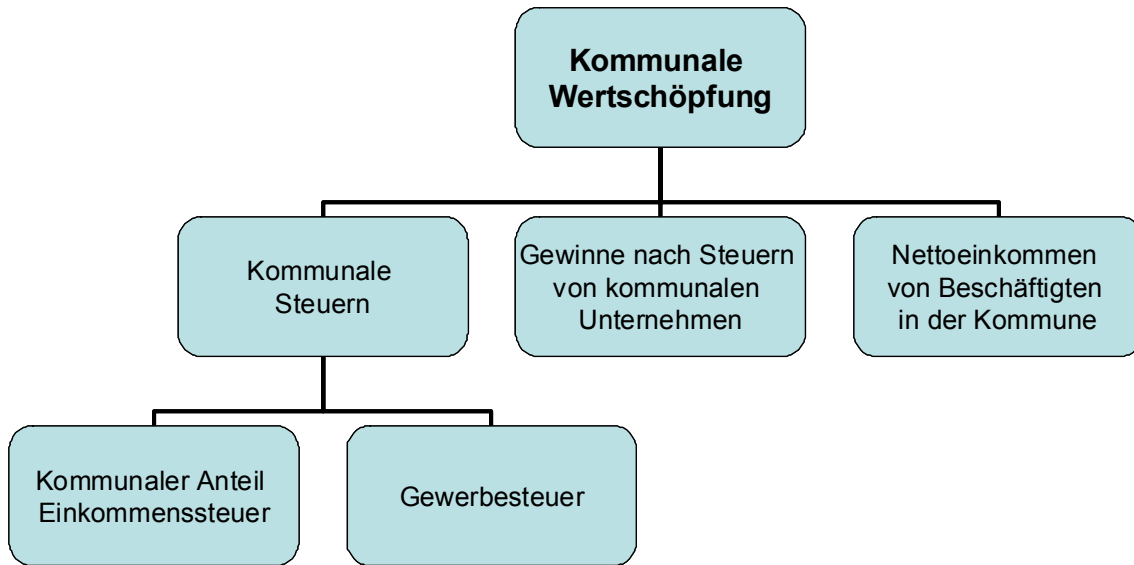 Kommunale
Wertschöpfung
Kommunale
Steuern
Gewinne nach Steuern
von kommunalen
Unternehmen
Nettoeinkommen
von Beschäftigten
in der Kommune
Kommunaler Anteil
Einkommenssteuer
Gewerbesteuer